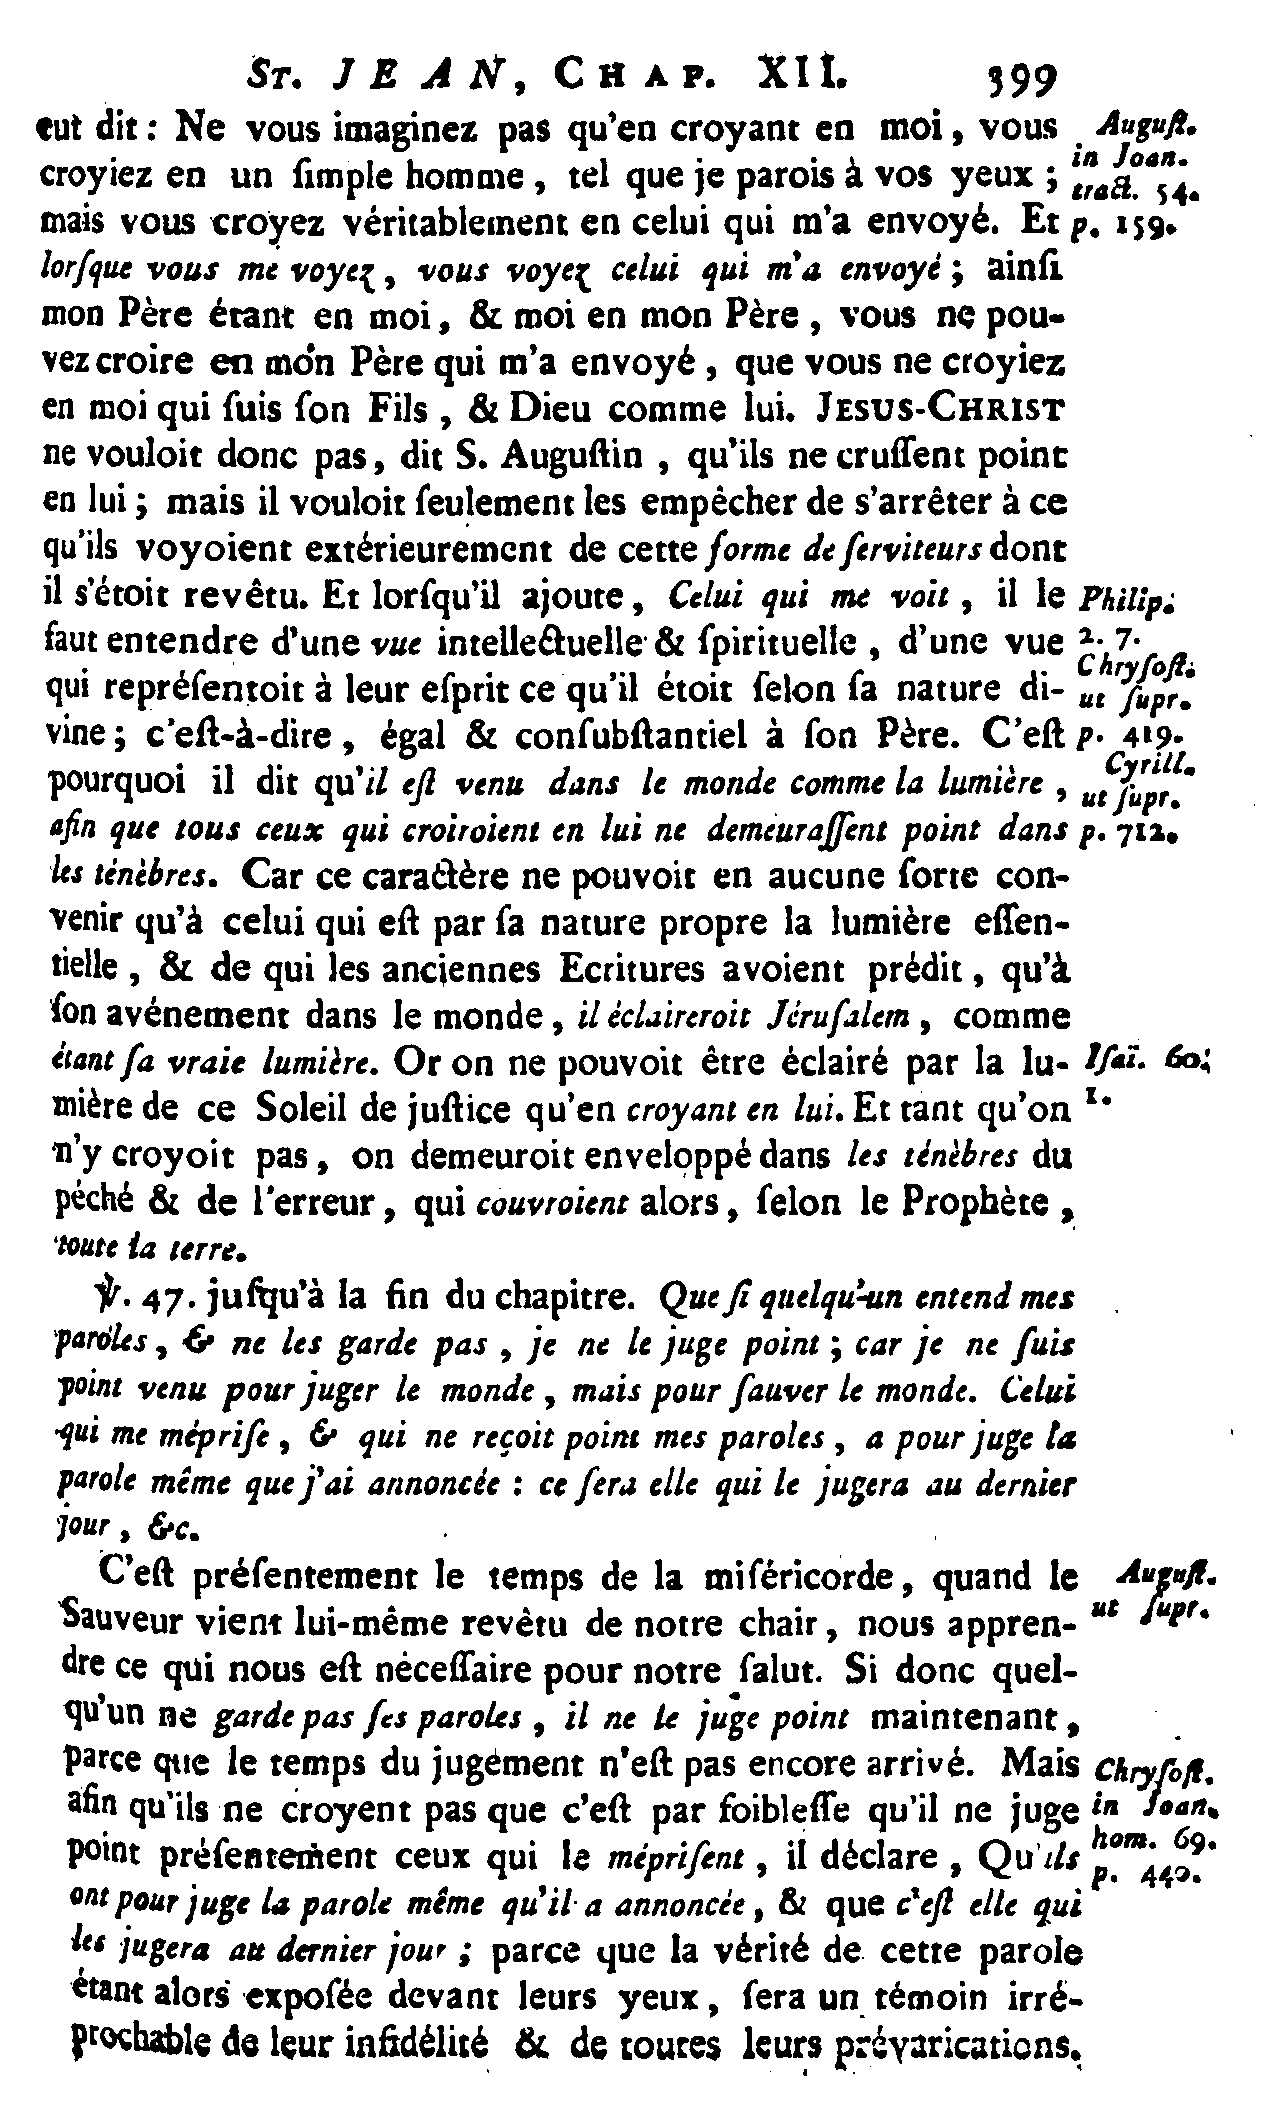 ST. JEAN, CHAP. XII. 399
eut dit : Ne vous imaginez pas qu'en croyant en moi, vous
croyiez en un ſimple homme, tel que je parois à vos yeux ;
mais vous croyez véritablement en celui qui m'a envoyé. Et
lorſque vous me voyez, vous voyez celui qui m'a envoyé ; ainſi
mon Père étant en moi, & moi en mon Père, vous ne pou-
vez croire en mon Père qui m'a envoyé, que vous ne croyiez
en moi qui ſuis ſon Fils, & Dieu comme lui. JESUS-CHRIST
ne vouloit donc pas, dit S. Auguſtin, qu'ils ne cruſſent point
en lui ; mais il vouloit ſeulement les empêcher de s'arrêter à ce
qu'ils voyoient extérieurement de cette forme de ſerviteurs dont
il s'étoit revêtu. Et lorſqu'il ajoute, Celui qui me voit, il le
faut entendre d'une vue intellectuelle & ſpirituelle, d'une vue
qui repréſentoit à leur eſprit ce qu'il étoit ſelon ſa nature di-
vine ; c'eſt-à-dire, égal & conſubſtantiel à ſon Père. C'eſt
pourquoi il dit qu'il eſt venu dans le monde comme la lumière,
afin que tous ceux qui croiroient en lui ne demeuraſſent point dans
les ténèbres. Car ce caractère ne pouvoit en aucune ſorte con-
venir qu'à celui qui eſt par ſa nature propre la lumière eſſen-
tielle, & de qui les anciennes Ecritures avoient prédit, qu'à
ſon avénement dans le monde, il éclaireroit Jéruſalem, comme
étant ſa vraie lumière. Or on ne pouvoit être éclairé par la lu-
mière de ce Soleil de juſtice qu'en croyant en lui. Et tant qu'on
n'y croyoit pas, on demeuroit enveloppé dans les ténèbres du
péché & de l'erreur, qui couvroient alors, ſelon le Prophète,
toute la terre.
℣. 47. juſqu'à la fin du chapitre. Que ſi quelqu'un entend mes
paroles, & ne les garde pas, je ne le juge point ; car je ne ſuis
point venu pour juger le monde, mais pour ſauver le monde. Celui
qui me mépriſe, & qui ne reçoit point mes paroles, a pour juge la
parole même que j'ai annoncée : ce ſera elle qui le jugera au dernier
jour, &c.
C'eſt préſentement le temps de la miſéricorde, quand le
Sauveur vient lui-même revêtu de notre chair, nous appren-
dre ce qui nous eſt néceſſaire pour notre ſalut. Si donc quel-
qu'un ne garde pas ſes paroles, il ne le juge point maintenant,
parce que le temps du jugement n'eſt pas encore arrivé. Mais
afin qu'ils ne croyent pas que c'eſt par foibleſſe qu'il ne juge
point préſentement ceux qui le mépriſent, il déclare, Qu'ils
ont pour juge la parole même qu'il a annoncée, & que c'eſt elle qui
les jugera au dernier jour ; parce que la vérité de cette parole
étant alors expoſée devant leurs yeux, ſera un témoin irré-
prochable de leur infidélité & de toutes leurs prévarications.
Auguſt.
in Joan.
tract. 54.
p. 159.
Philip.
2. 7.
Chryſoſt.
ut ſupr.
p. 419.
Cyrill.
ut ſupr.
p. 712.
Iſaï. 60.
1.
Auguſt.
ut ſupr.
Chryſoſt.
in Joan.
hom. 69.
p. 440.